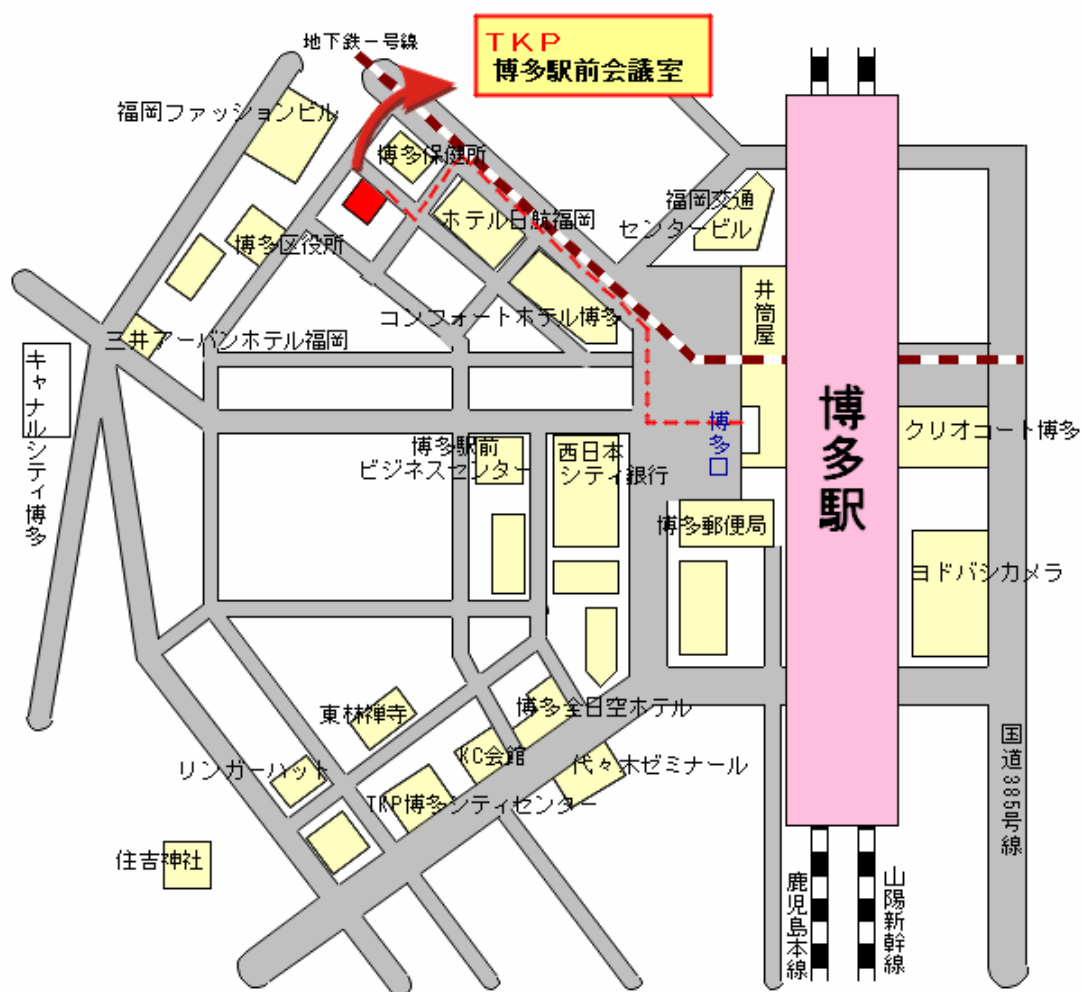 地下鉄一号線
TKP
博多駅前会議室
福岡ファッションビル
博多保健所
福岡交通
センタービル
ホテル日航福岡
博多区役所
井筒屋
コンフォートホテル博多
三井アーバンホテル福岡
キャナルシティ博多
博多駅
博多口
クリオコート博多
博多駅前
ビジネスセンター
西日本
シティ銀行
博多郵便局
ヨドバシカメラ
東林禅寺
博多全日空ホテル
KC会館
代々木ゼミナール
リンガーハット
TKP博多シティセンター
国道385号線
住吉神社
鹿児島本線
山陽新幹線